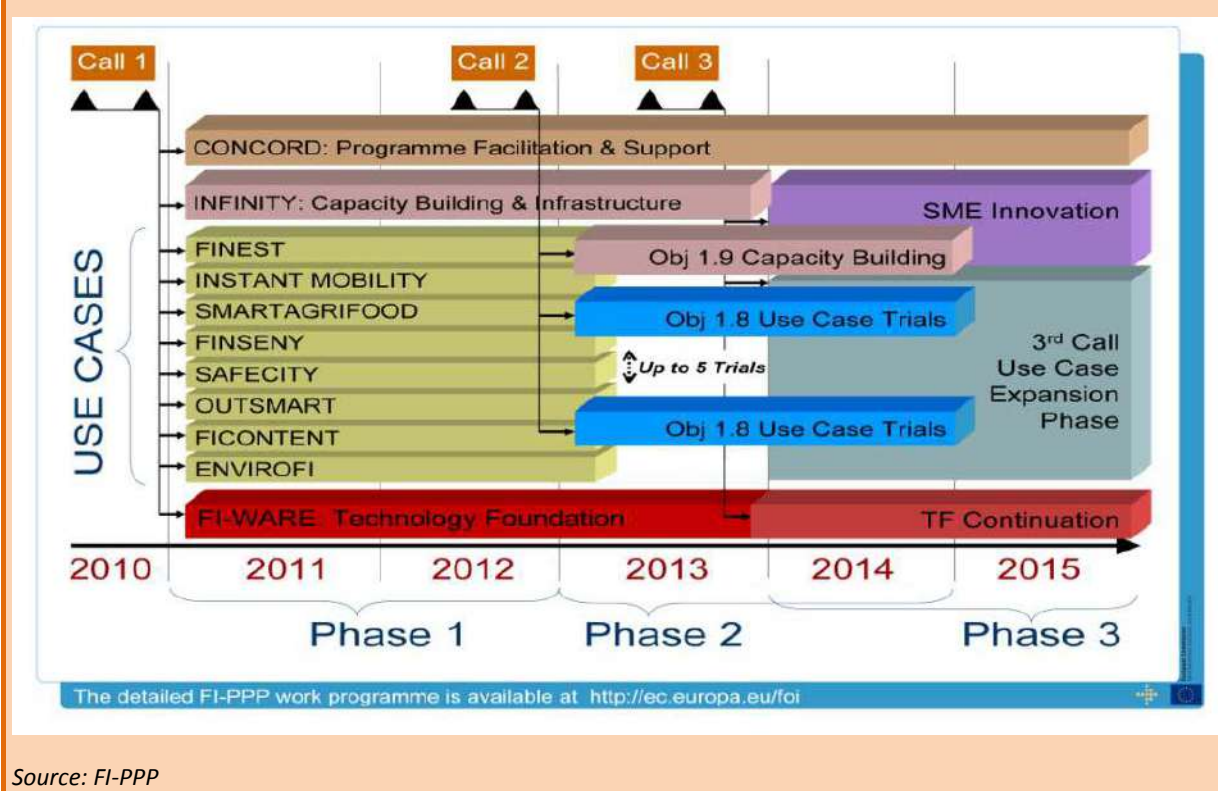 Call 1
Call 2
Call 3
CONCORD: Programme Facilitation & Support
INFINITY: Capacity Building & Infrastructure
SME Innovation
USE CASES
FINEST
Obj 1.9 Capacity Building
INSTANT MOBILITY
SMARTAGRIFOOD
Obj 1.8 Use Case Trials
FINSENY
SAFECITY
Up to 5 Trials
OUTSMART
FICONTENT
Obj 1.8 Use Case Trials
ENVIROFI
3rd Call
Use Case
Expansion
Phase
FI-WARE: Technology Foundation
TF Continuation
2010 2011 2012 2013 2014 2015
Phase 1 Phase 2 Phase 3
The detailed FI-PPP work programme is available at http://ec.europa.eu/foi
Source: FI-PPP